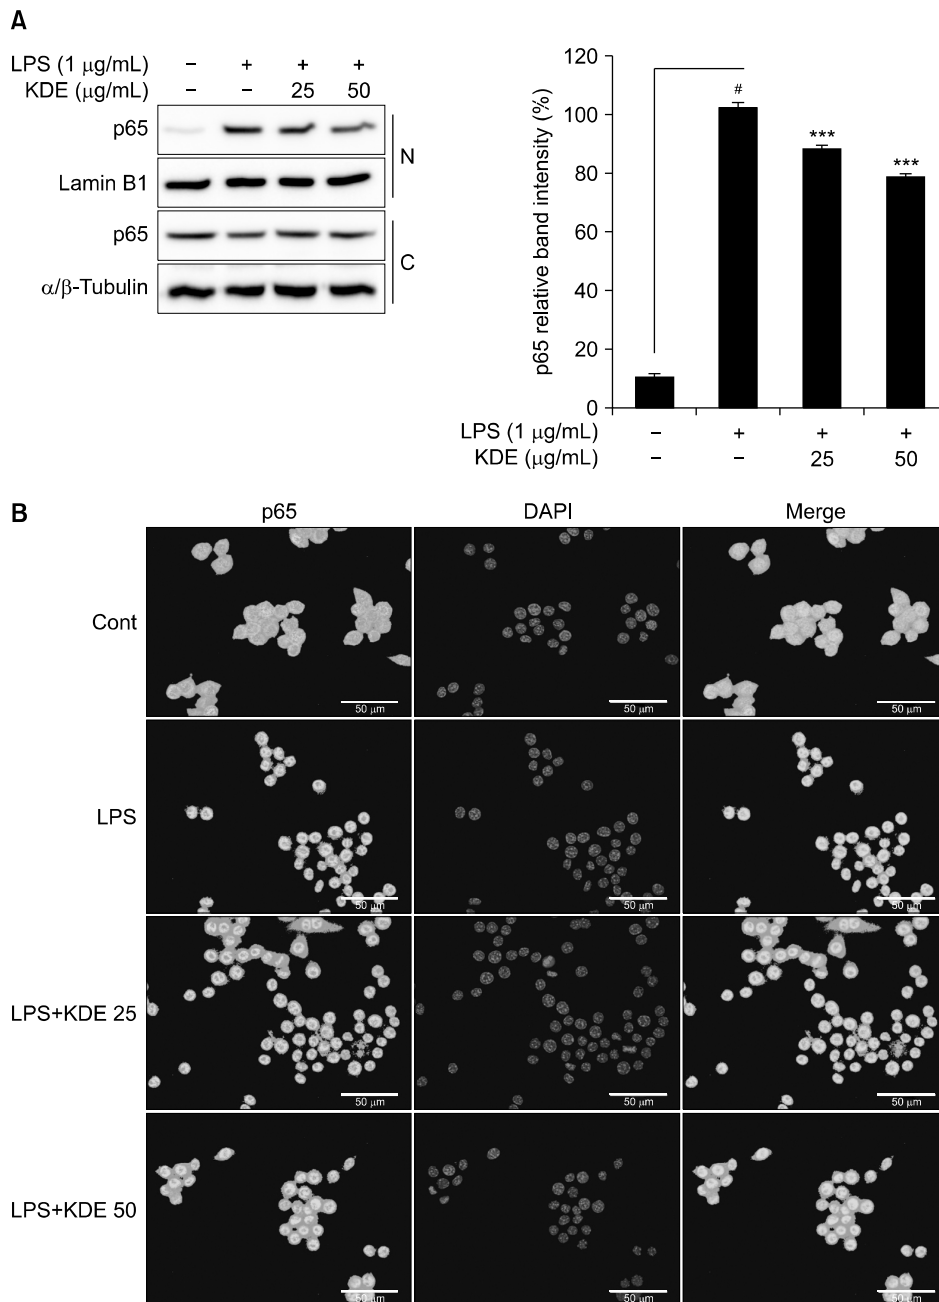 A
LPS (1 µg/mL) − + + +
KDE (µg/mL) − − 25 50
p65
Lamin B1
N
p65
α/β-Tubulin
C
p65 relative band intensity (%)
120
100
80
60
40
20
0
#
***
***
LPS (1 µg/mL) − + + +
KDE (µg/mL) − − 25 50
B
p65 DAPI Merge
Cont
50 µm 50 µm 50 µm
LPS
50 µm 50 µm 50 µm
LPS+KDE 25
50 µm 50 µm 50 µm
LPS+KDE 50
50 µm 50 µm 50 µm